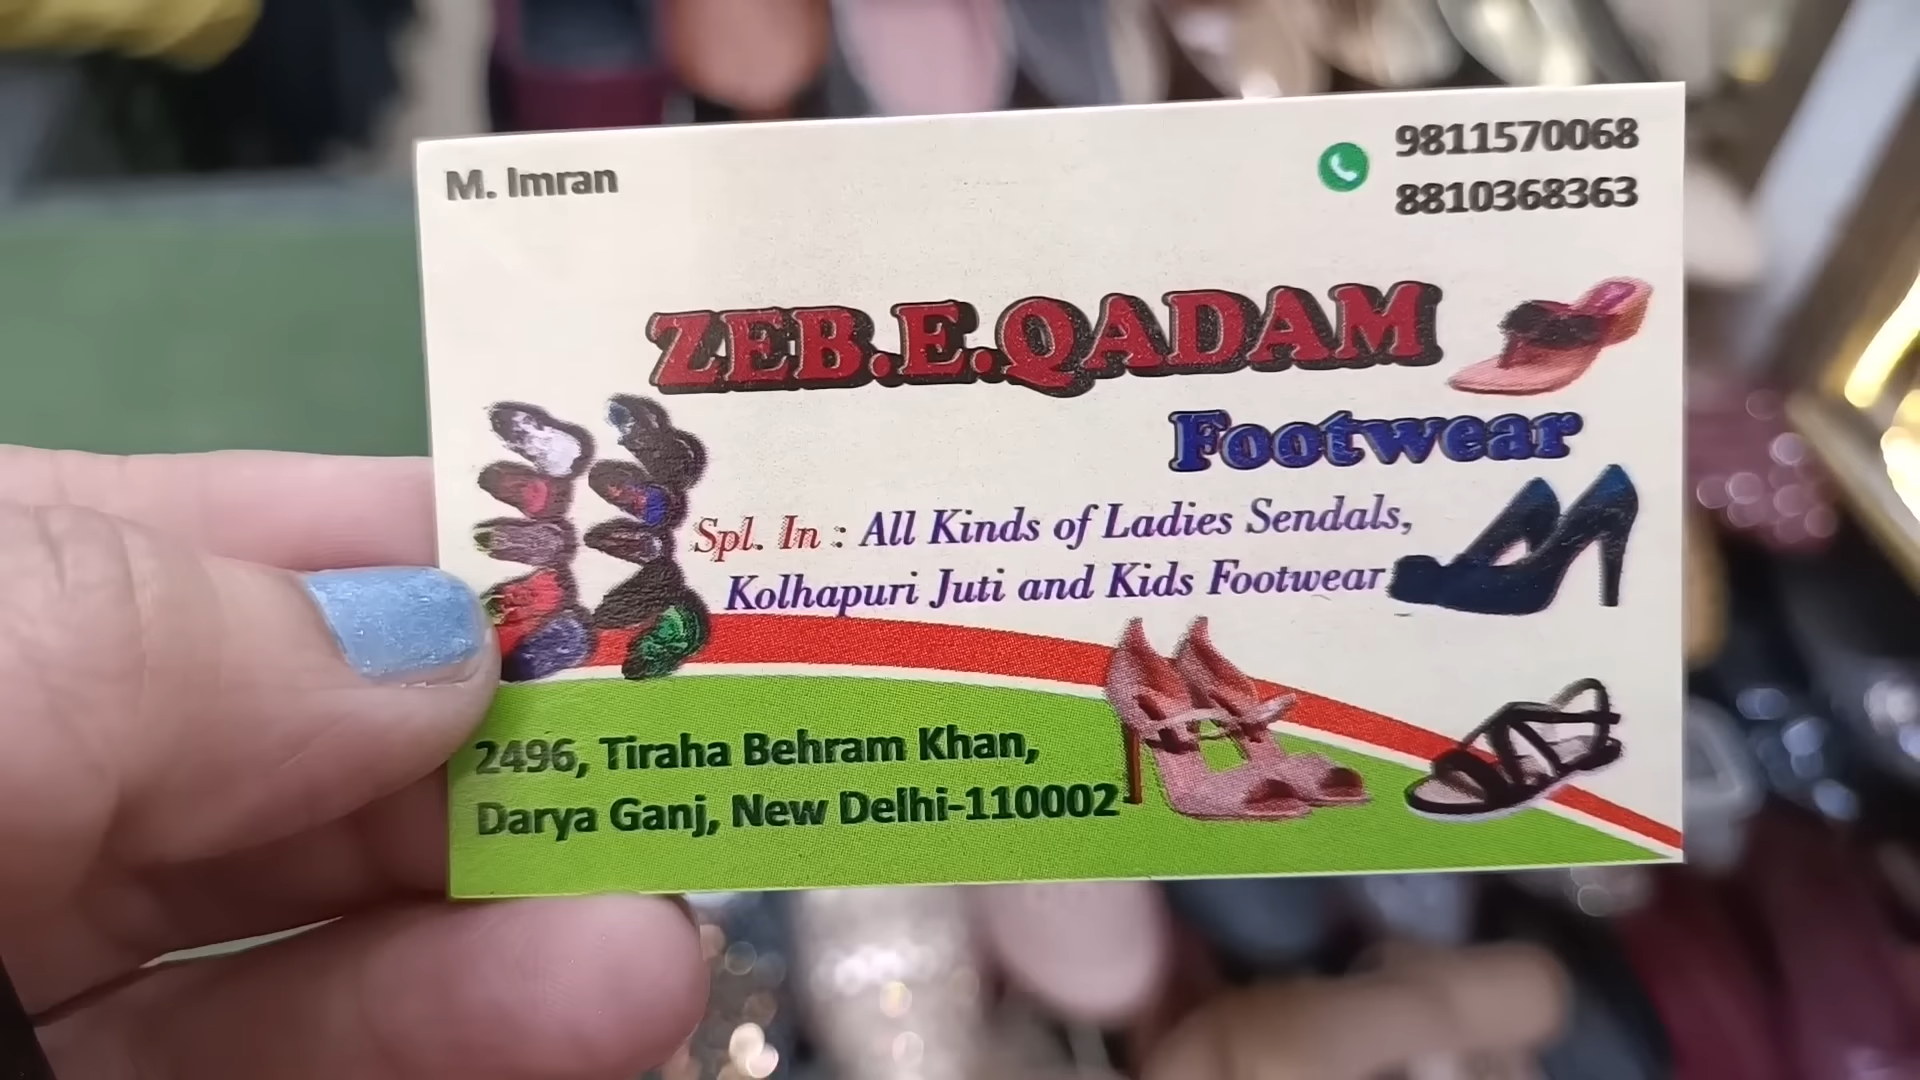 M. Imran
9811570068
8810368363
ZEB.E.QADAM
Footwear
Spl. In : All Kinds of Ladies Sendals,
Kolhapuri Juti and Kids Footwear
2496, Tiraha Behram Khan,
Darya Ganj, New Delhi-110002